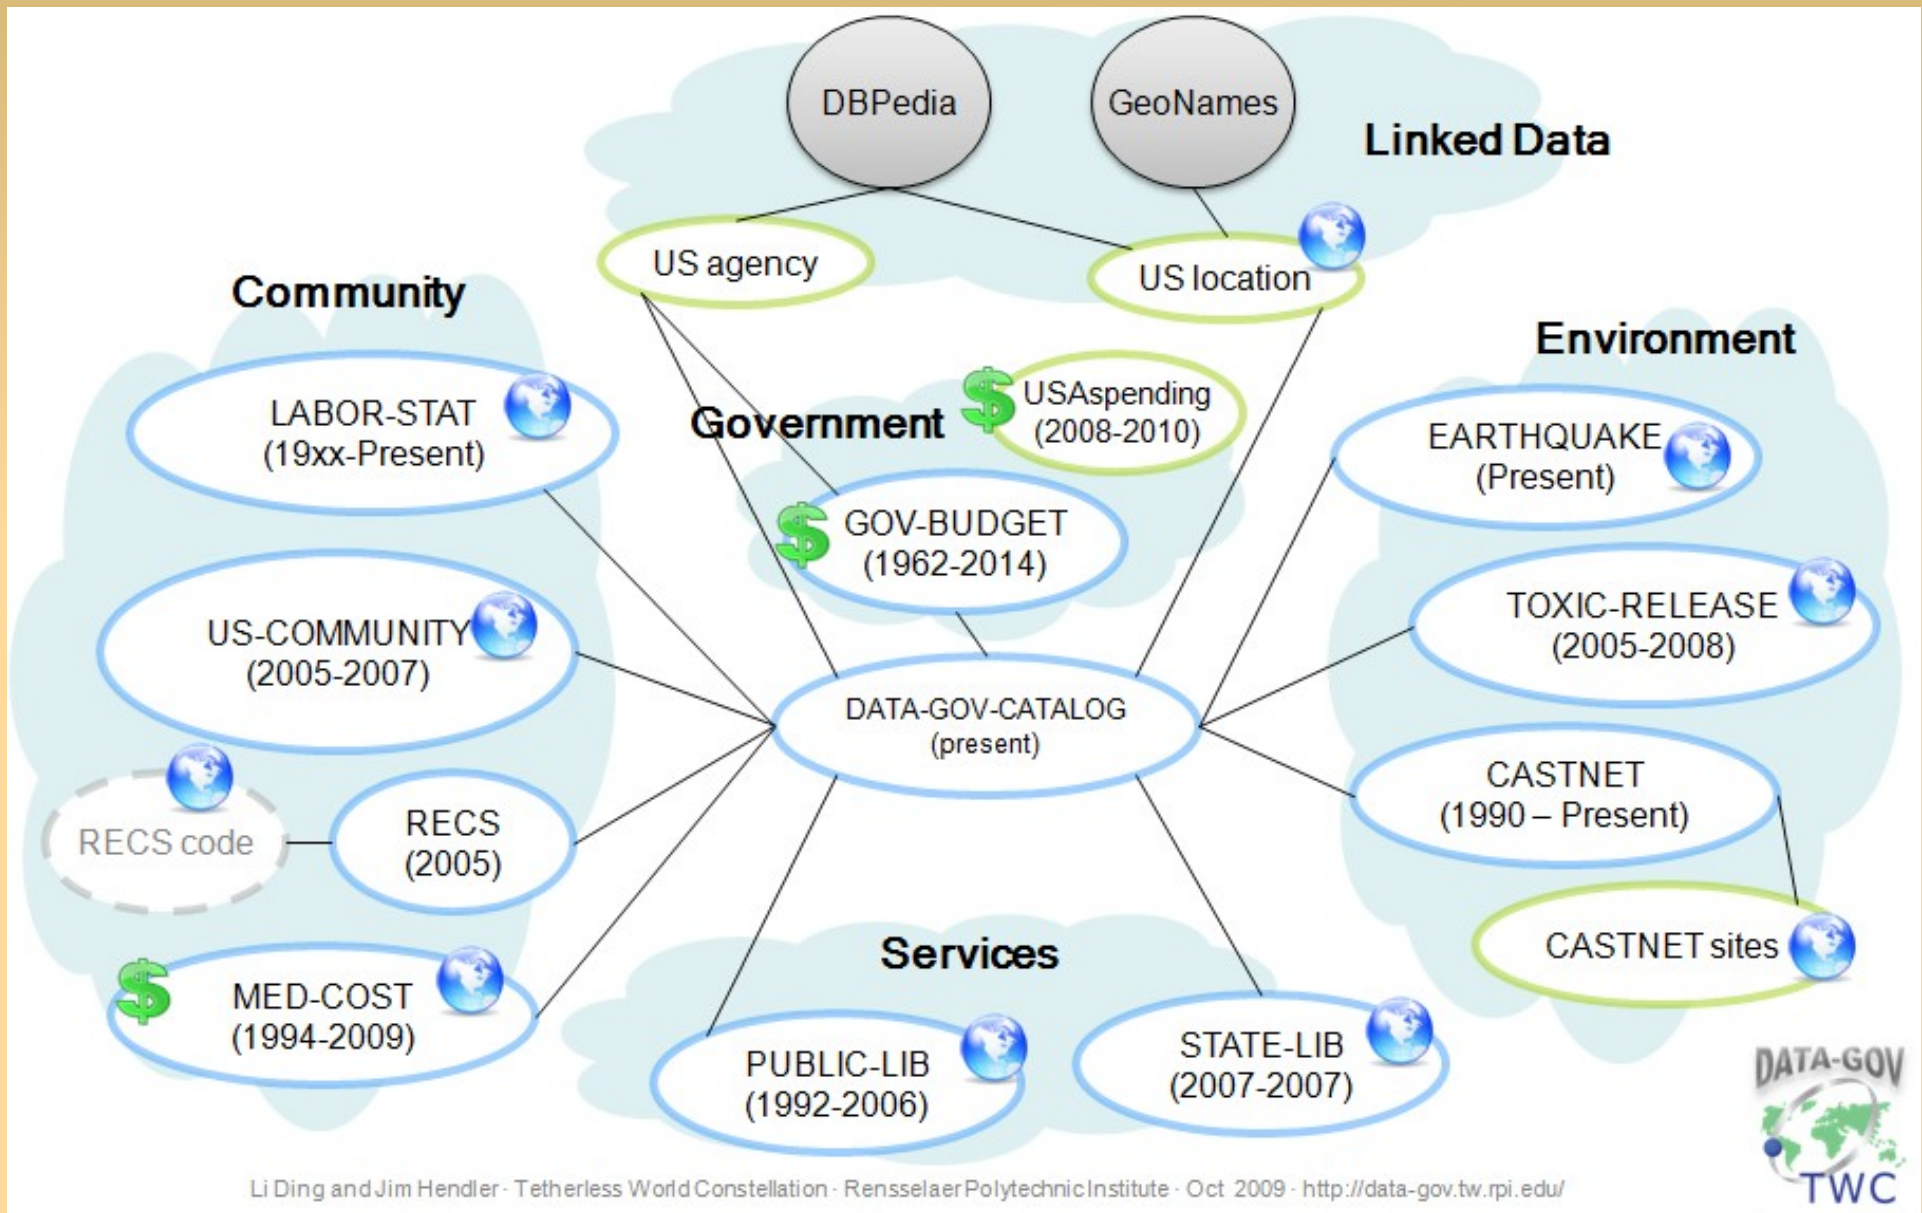 DBPedia
GeoNames
Linked Data
US agency
US location
Community
Environment
LABOR-STAT
(19xx-Present)
Government
USAspending
(2008-2010)
EARTHQUAKE
(Present)
GOV-BUDGET
(1962-2014)
US-COMMUNITY
(2005-2007)
TOXIC-RELEASE
(2005-2008)
DATA-GOV-CATALOG
(present)
RECS code
RECS
(2005)
CASTNET
(1990 – Present)
CASTNET sites
MED-COST
(1994-2009)
Services
PUBLIC-LIB
(1992-2006)
STATE-LIB
(2007-2007)
DATA-GOV
TWC
Li Ding and Jim Hendler · Tetherless World Constellation · Rensselaer Polytechnic Institute · Oct 2009 · http://data-gov.tw.rpi.edu/